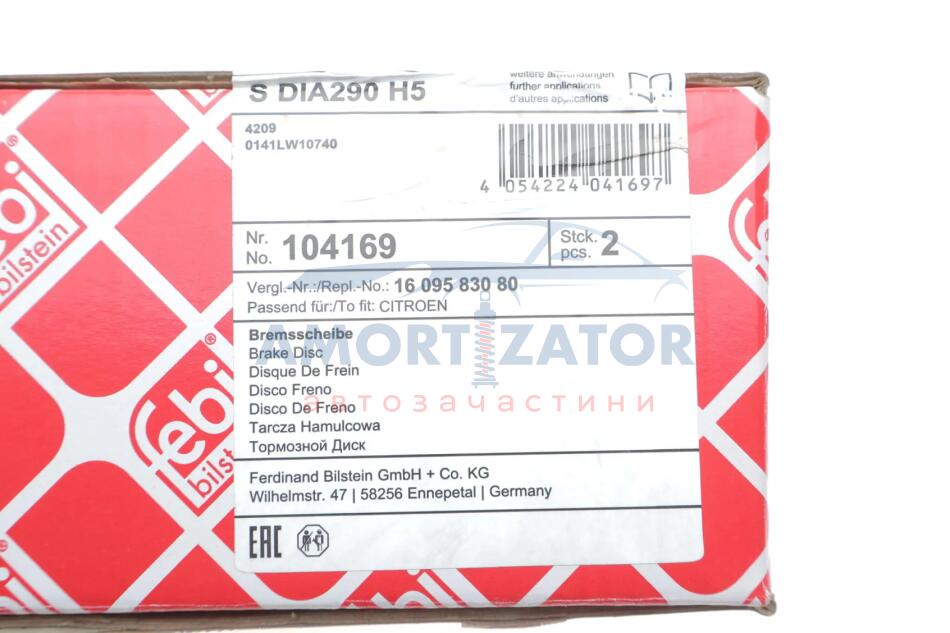 S DIA290 H5
weitere anwendungen
further applications
d'autres applications
4209
0141LW10740
4 054224 041697
Nr.
No. 104169
Stck.
pcs. 2
Vergl.-Nr.:/Repl.-No.: 16 095 830 80
Passend für:/To fit: CITROEN
Bremsscheibe
Brake Disc
Disque De Frein
Disco Freno
Disco De Freno
Tarcza Hamulcowa
Тормозной Диск
Ferdinand Bilstein GmbH + Co. KG
Wilhelmstr. 47 | 58256 Ennepetal | Germany
EAC
AMORTIZATOR
автозачастини
febi
bilstein
bilstein
febi